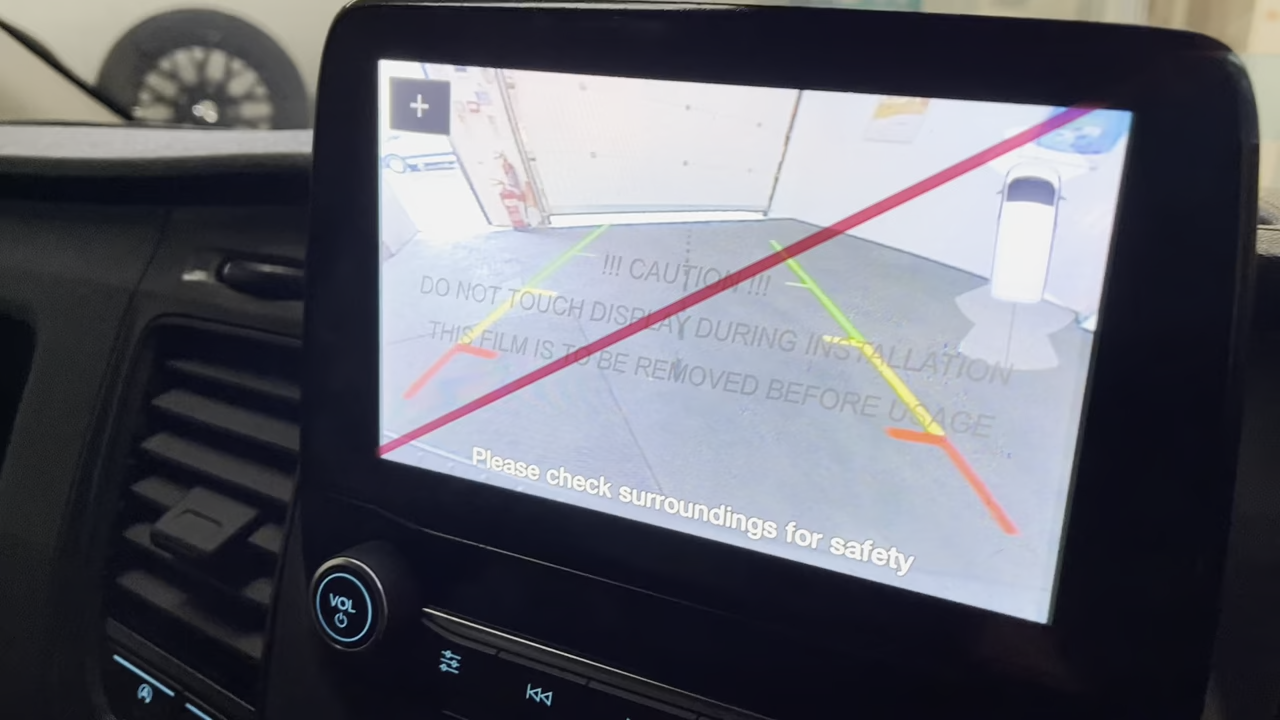 +
!!! CAUTION !!!
DO NOT TOUCH DISPLAY DURING INSTALLATION
THIS FILM IS TO BE REMOVED BEFORE USAGE
Please check surroundings for safety
VOL
A